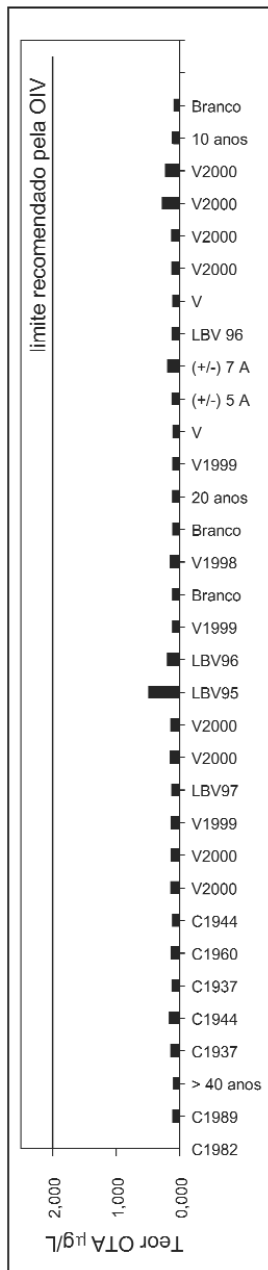 limite recomendado pela OIV
Branco
10 anos
V2000
V2000
V2000
V2000
V
LBV 96
(+/-) 7 A
(+/-) 5 A
V
V1999
20 anos
Branco
V1998
Branco
V1999
LBV96
LBV95
V2000
V2000
LBV97
V1999
V2000
V2000
C1944
C1960
C1937
C1944
C1937
> 40 anos
C1989
C1982
2,000
1,000
0,000
Teor OTA µg/L